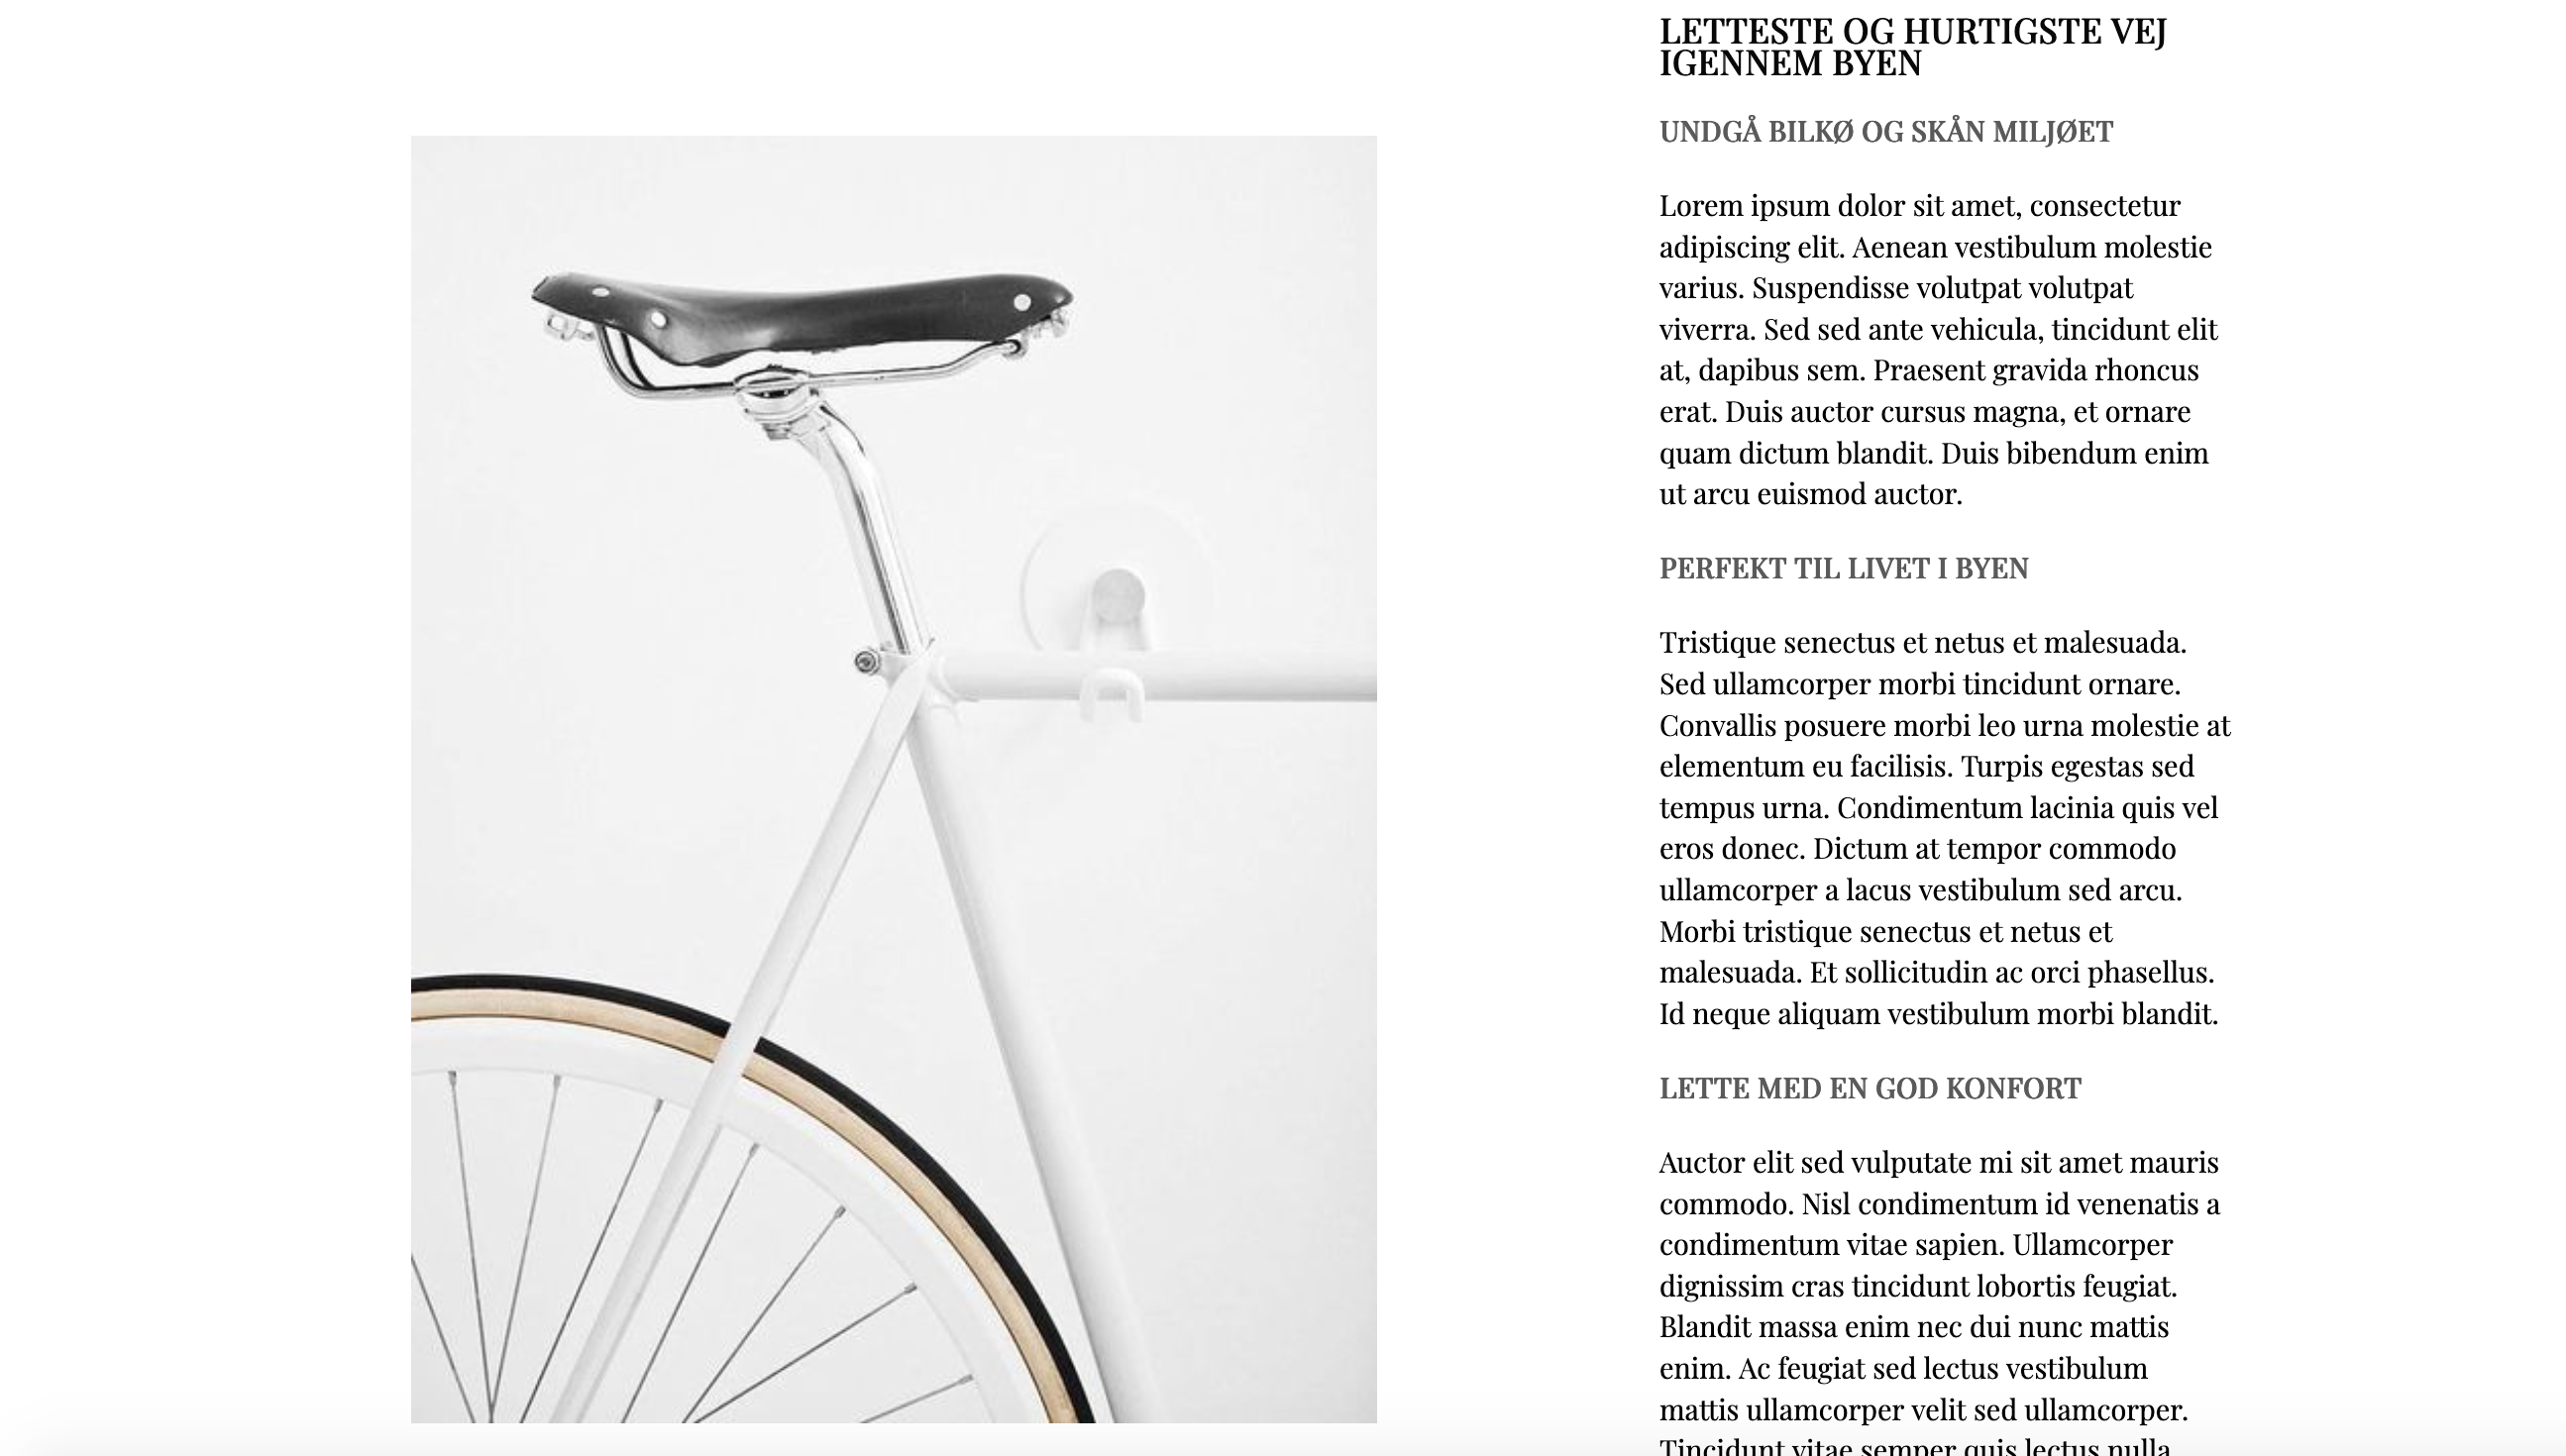 LETTESTE OG HURTIGSTE VEJ
IGENNEM BYEN
UNDGÅ BILKØ OG SKÅN MILJØET
Lorem ipsum dolor sit amet, consectetur
adipiscing elit. Aenean vestibulum molestie
varius. Suspendisse volutpat volutpat
viverra. Sed sed ante vehicula, tincidunt elit
at, dapibus sem. Praesent gravida rhoncus
erat. Duis auctor cursus magna, et ornare
quam dictum blandit. Duis bibendum enim
ut arcu euismod auctor.
PERFEKT TIL LIVET I BYEN
Tristique senectus et netus et malesuada.
Sed ullamcorper morbi tincidunt ornare.
Convallis posuere morbi leo urna molestie at
elementum eu facilisis. Turpis egestas sed
tempus urna. Condimentum lacinia quis vel
eros donec. Dictum at tempor commodo
ullamcorper a lacus vestibulum sed arcu.
Morbi tristique senectus et netus et
malesuada. Et sollicitudin ac orci phasellus.
Id neque aliquam vestibulum morbi blandit.
LETTE MED EN GOD KONFORT
Auctor elit sed vulputate mi sit amet mauris
commodo. Nisl condimentum id venenatis a
condimentum vitae sapien. Ullamcorper
dignissim cras tincidunt lobortis feugiat.
Blandit massa enim nec dui nunc mattis
enim. Ac feugiat sed lectus vestibulum
mattis ullamcorper velit sed ullamcorper.
Tincidunt vitae semper quis lectus nulla